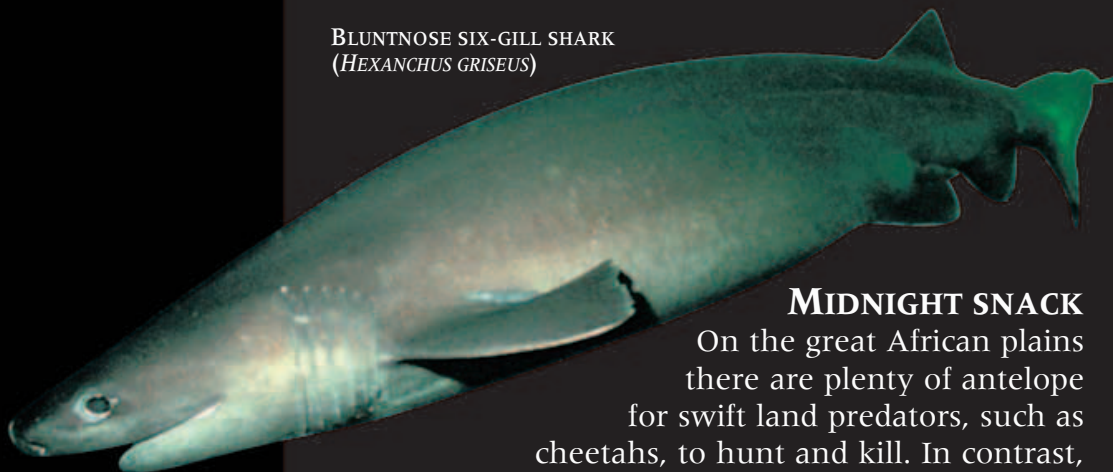 BLUNTNOSE SIX-GILL SHARK
(HEXANCHUS GRISEUS)
MIDNIGHT SNACK
On the great African plains
there are plenty of antelope
for swift land predators, such as
cheetahs, to hunt and kill. In contrast,